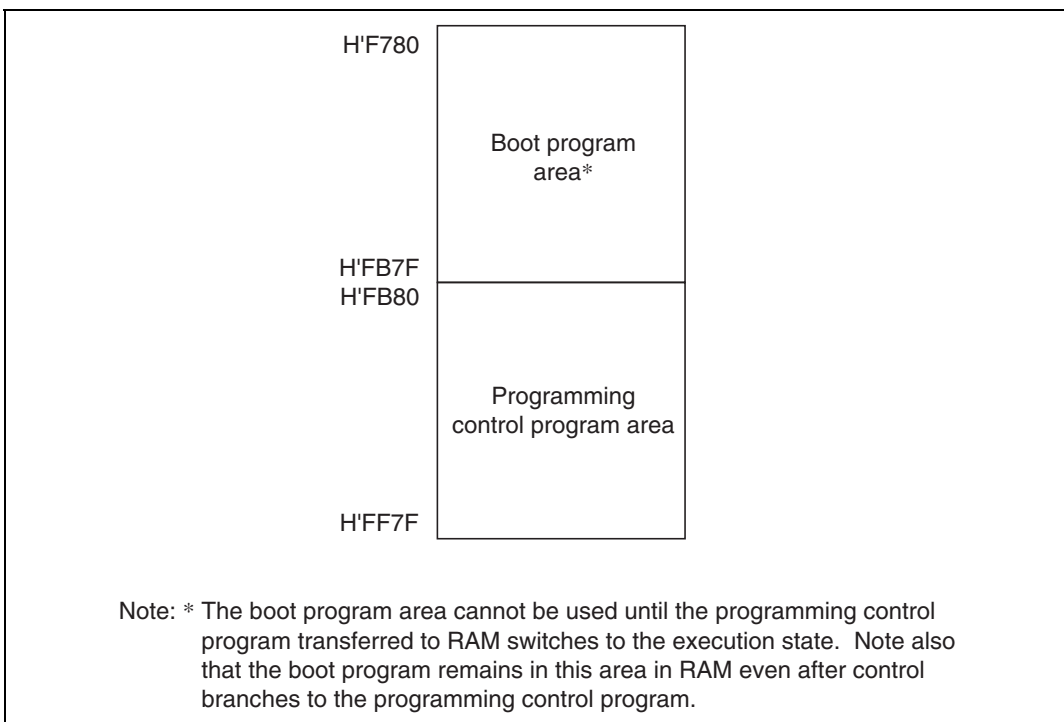 H'F780
Boot program
area*
H'FB7F
H'FB80
Programming
control program area
H'FF7F
Note: * The boot program area cannot be used until the programming control
program transferred to RAM switches to the execution state.  Note also
that the boot program remains in this area in RAM even after control
branches to the programming control program.